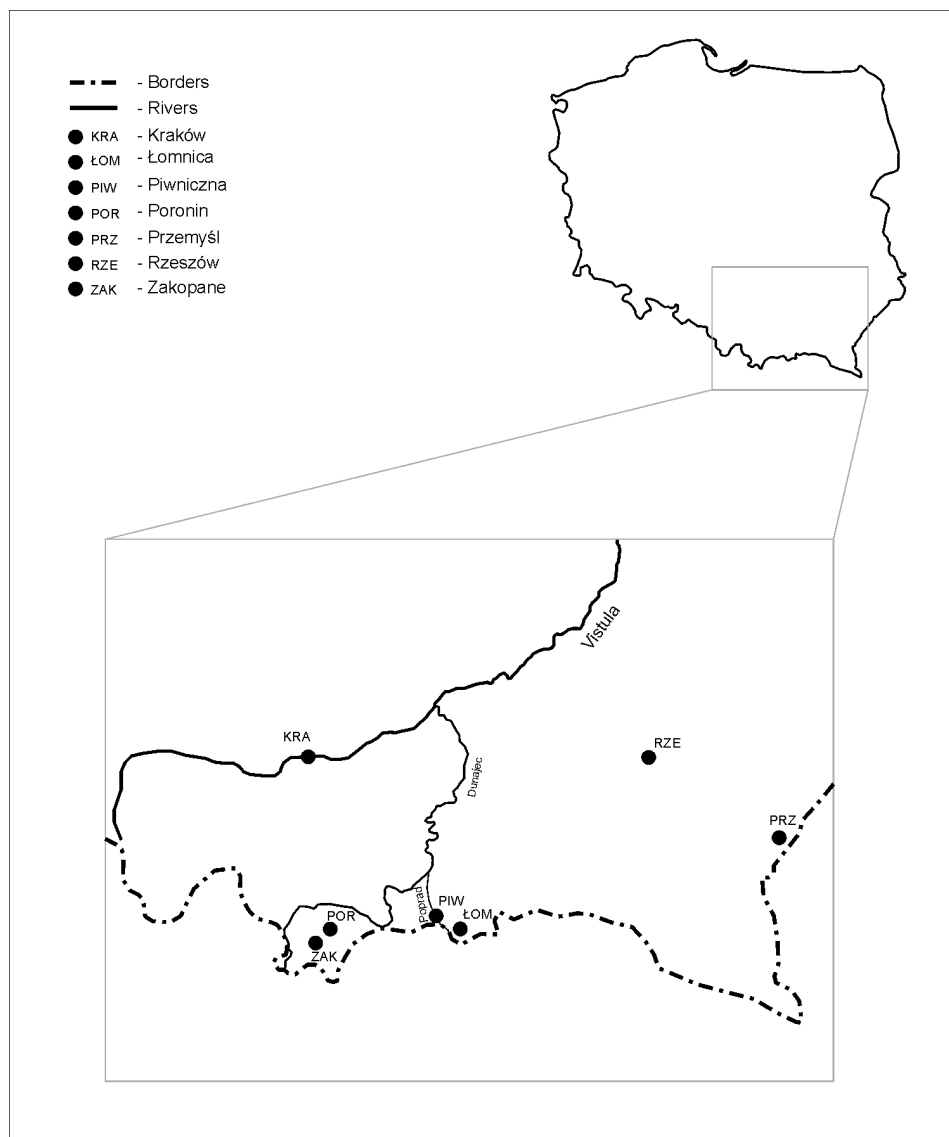 - Borders
- Rivers
KRA - Kraków
ŁOM - Łomnica
PIW - Piwniczna
POR - Poronin
PRZ - Przemyśl
RZE - Rzeszów
ZAK - Zakopane
Vistula
KRA
RZE
Dunajec
PRZ
Poprad
PIW
ŁOM
POR
ZAK